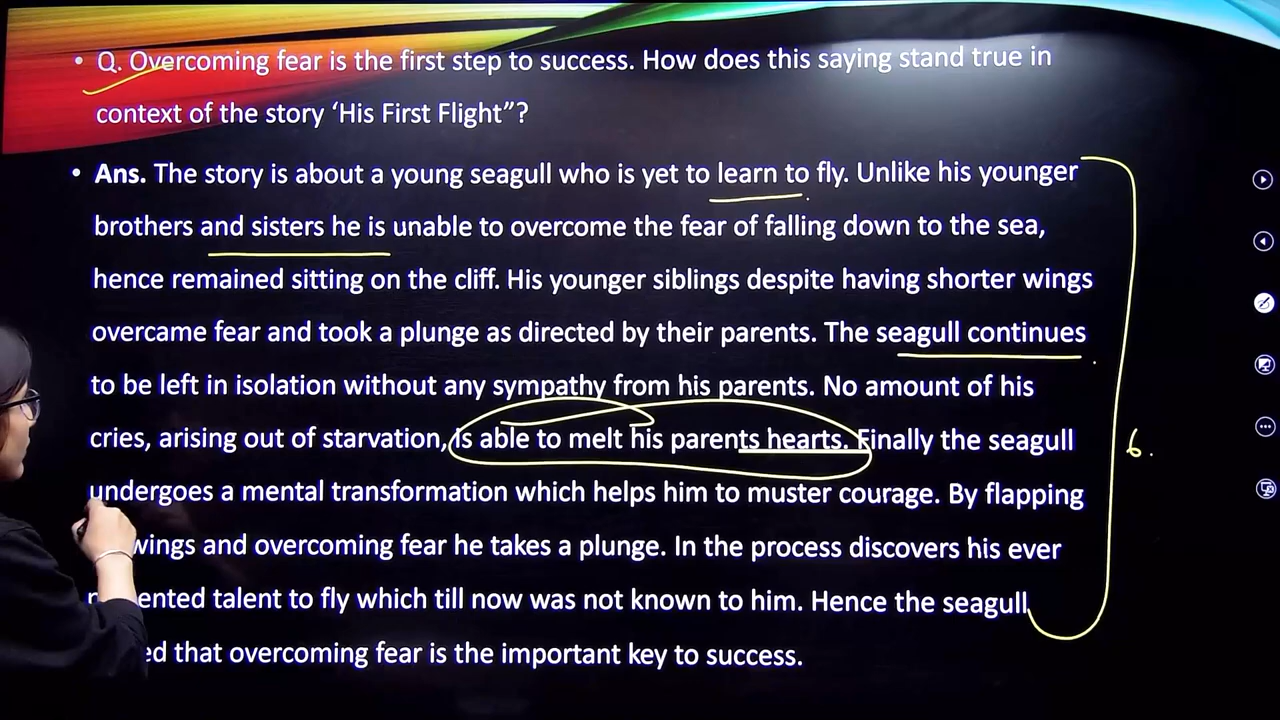 • Q. Overcoming fear is the first step to success. How does this saying stand true in
context of the story ‘His First Flight”?
• Ans. The story is about a young seagull who is yet to learn to fly. Unlike his younger
brothers and sisters he is unable to overcome the fear of falling down to the sea,
hence remained sitting on the cliff. His younger siblings despite having shorter wings
overcame fear and took a plunge as directed by their parents. The seagull continues
to be left in isolation without any sympathy from his parents. No amount of his
cries, arising out of starvation, is able to melt his parents hearts. Finally the seagull
undergoes a mental transformation which helps him to muster courage. By flapping
wings and overcoming fear he takes a plunge. In the process discovers his ever
talent to fly which till now was not known to him. Hence the seagull
that overcoming fear is the important key to success.
6.